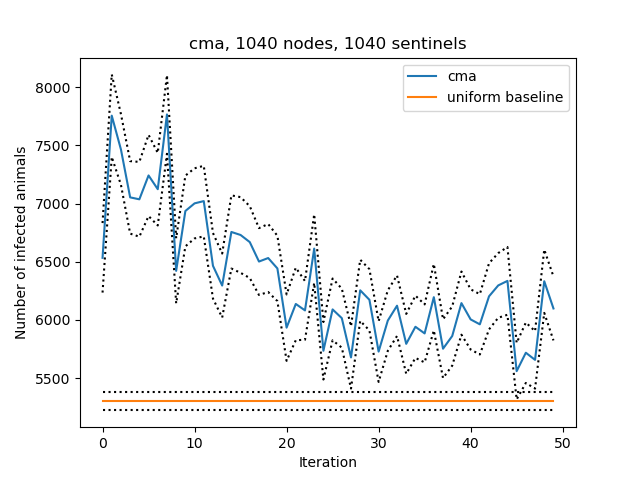 cma, 1040 nodes, 1040 sentinels
cma
uniform baseline
Number of infected animals
8000
7500
7000
6500
6000
5500
0 10 20 30 40 50
Iteration